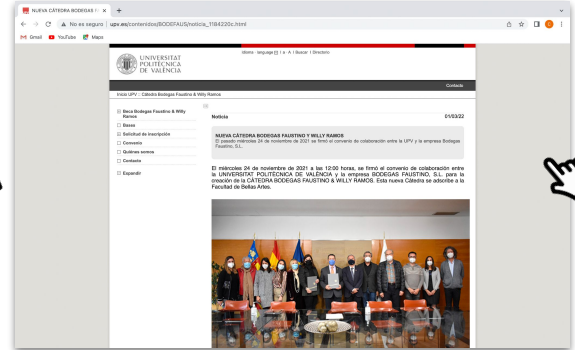 NUEVA CÁTEDRA BODEGAS F
No es seguro | upv.es/contenidos/BODEFAUS/noticia_1184220c.html
Gmail YouTube Maps
UNIVERSITAT
POLITÈCNICA
DE VALÈNCIA
Idioma · language
a · A | Buscar | Directorio
Contacto
Inicio UPV :: Cátedra Bodegas Faustino & Willy Ramos
Beca Bodegas Faustino & Willy
Ramos
Bases
Solicitud de inscripción
Convenio
Quiénes somos
Contacto
Expandir
Noticia 01/03/22
NUEVA CÁTEDRA BODEGAS FAUSTINO Y WILLY RAMOS
El pasado miércoles 24 de noviembre de 2021 se firmó el convenio de colaboración entre la UPV y la empresa Bodegas
Faustino, S.L.
El miércoles 24 de noviembre de 2021 a las 12:00 horas, se firmó el convenio de colaboración entre
la UNIVERSITAT POLITÈCNICA DE VALÈNCIA y la empresa BODEGAS FAUSTINO, S.L. para la
creación de la CÁTEDRA BODEGAS FAUSTINO & WILLY RAMOS. Esta nueva Cátedra se adscribe a la
Facultad de Bellas Artes.